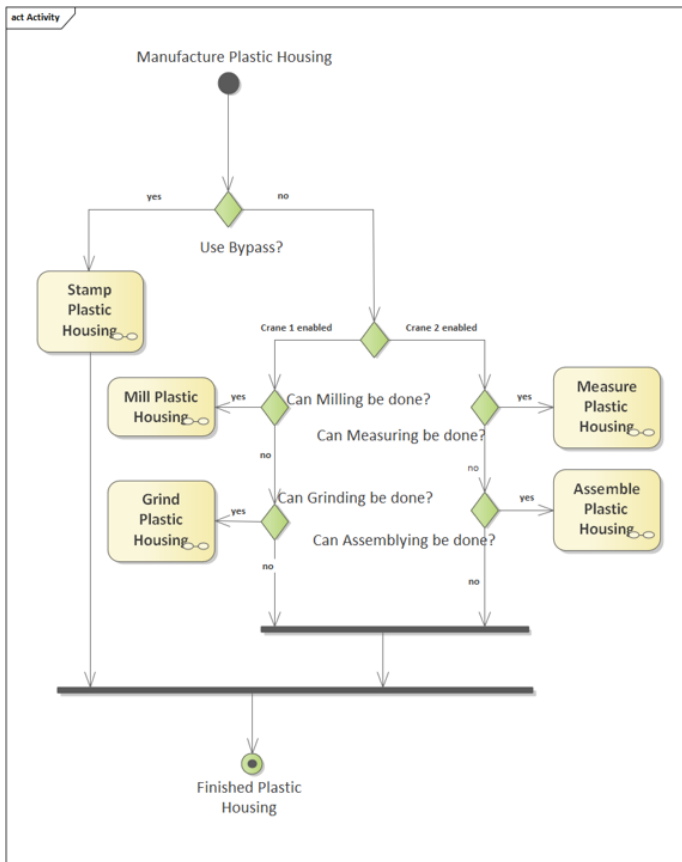 act Activity
Manufacture Plastic Housing
yes
no
Use Bypass?
Stamp
Plastic
Housing
Crane 1 enabled
Crane 2 enabled
Mill Plastic
Housing
yes
Can Milling be done?
Can Measuring be done?
yes
Measure
Plastic
Housing
no
no
Grind
Plastic
Housing
yes
Can Grinding be done?
Can Assemblying be done?
yes
Assemble
Plastic
Housing
no
no
Finished Plastic
Housing